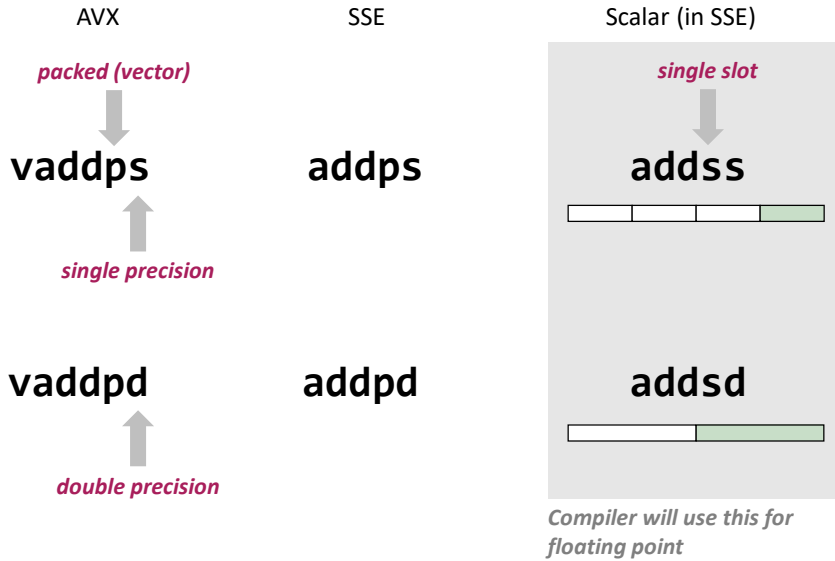 AVX SSE Scalar (in SSE)
packed (vector) single slot
vaddps addps addss
single precision
vaddpd addpd addsd
double precision
Compiler will use this for
floating point